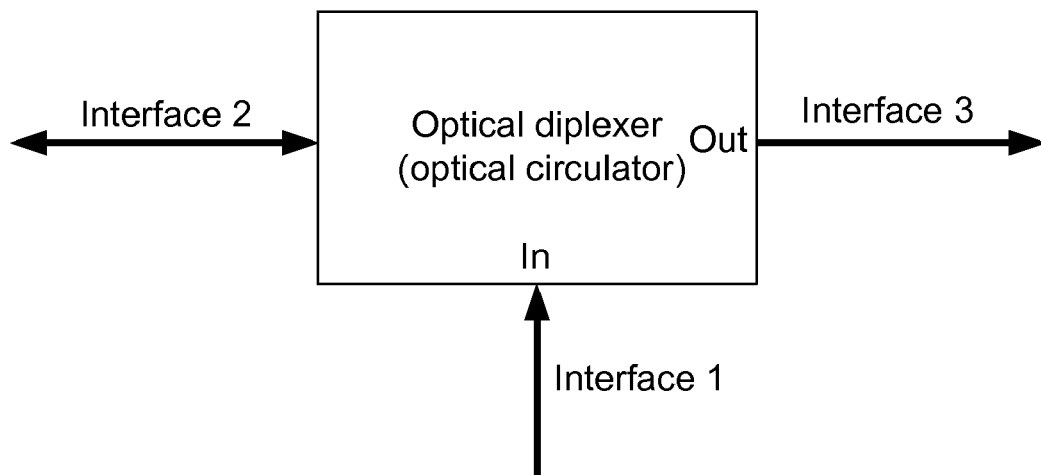 Interface 2
Optical diplexer
(optical circulator)
Out
Interface 3
In
Interface 1